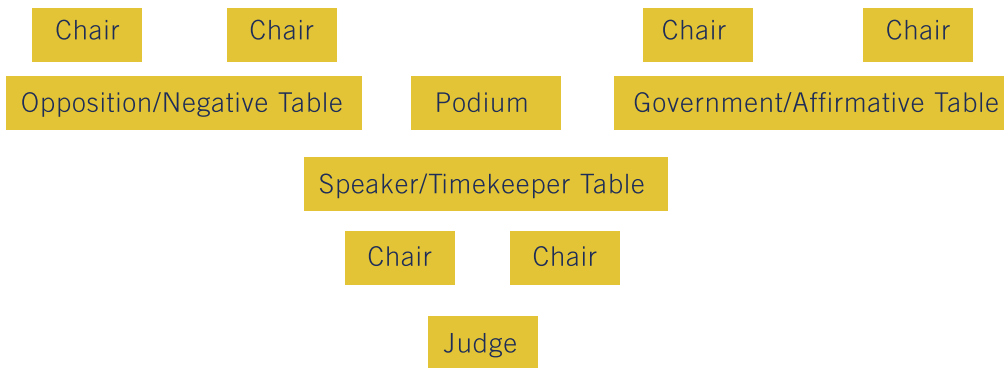 Chair Chair Chair Chair
Opposition/Negative Table Podium Government/Affirmative Table
Speaker/Timekeeper Table
Chair Chair
Judge